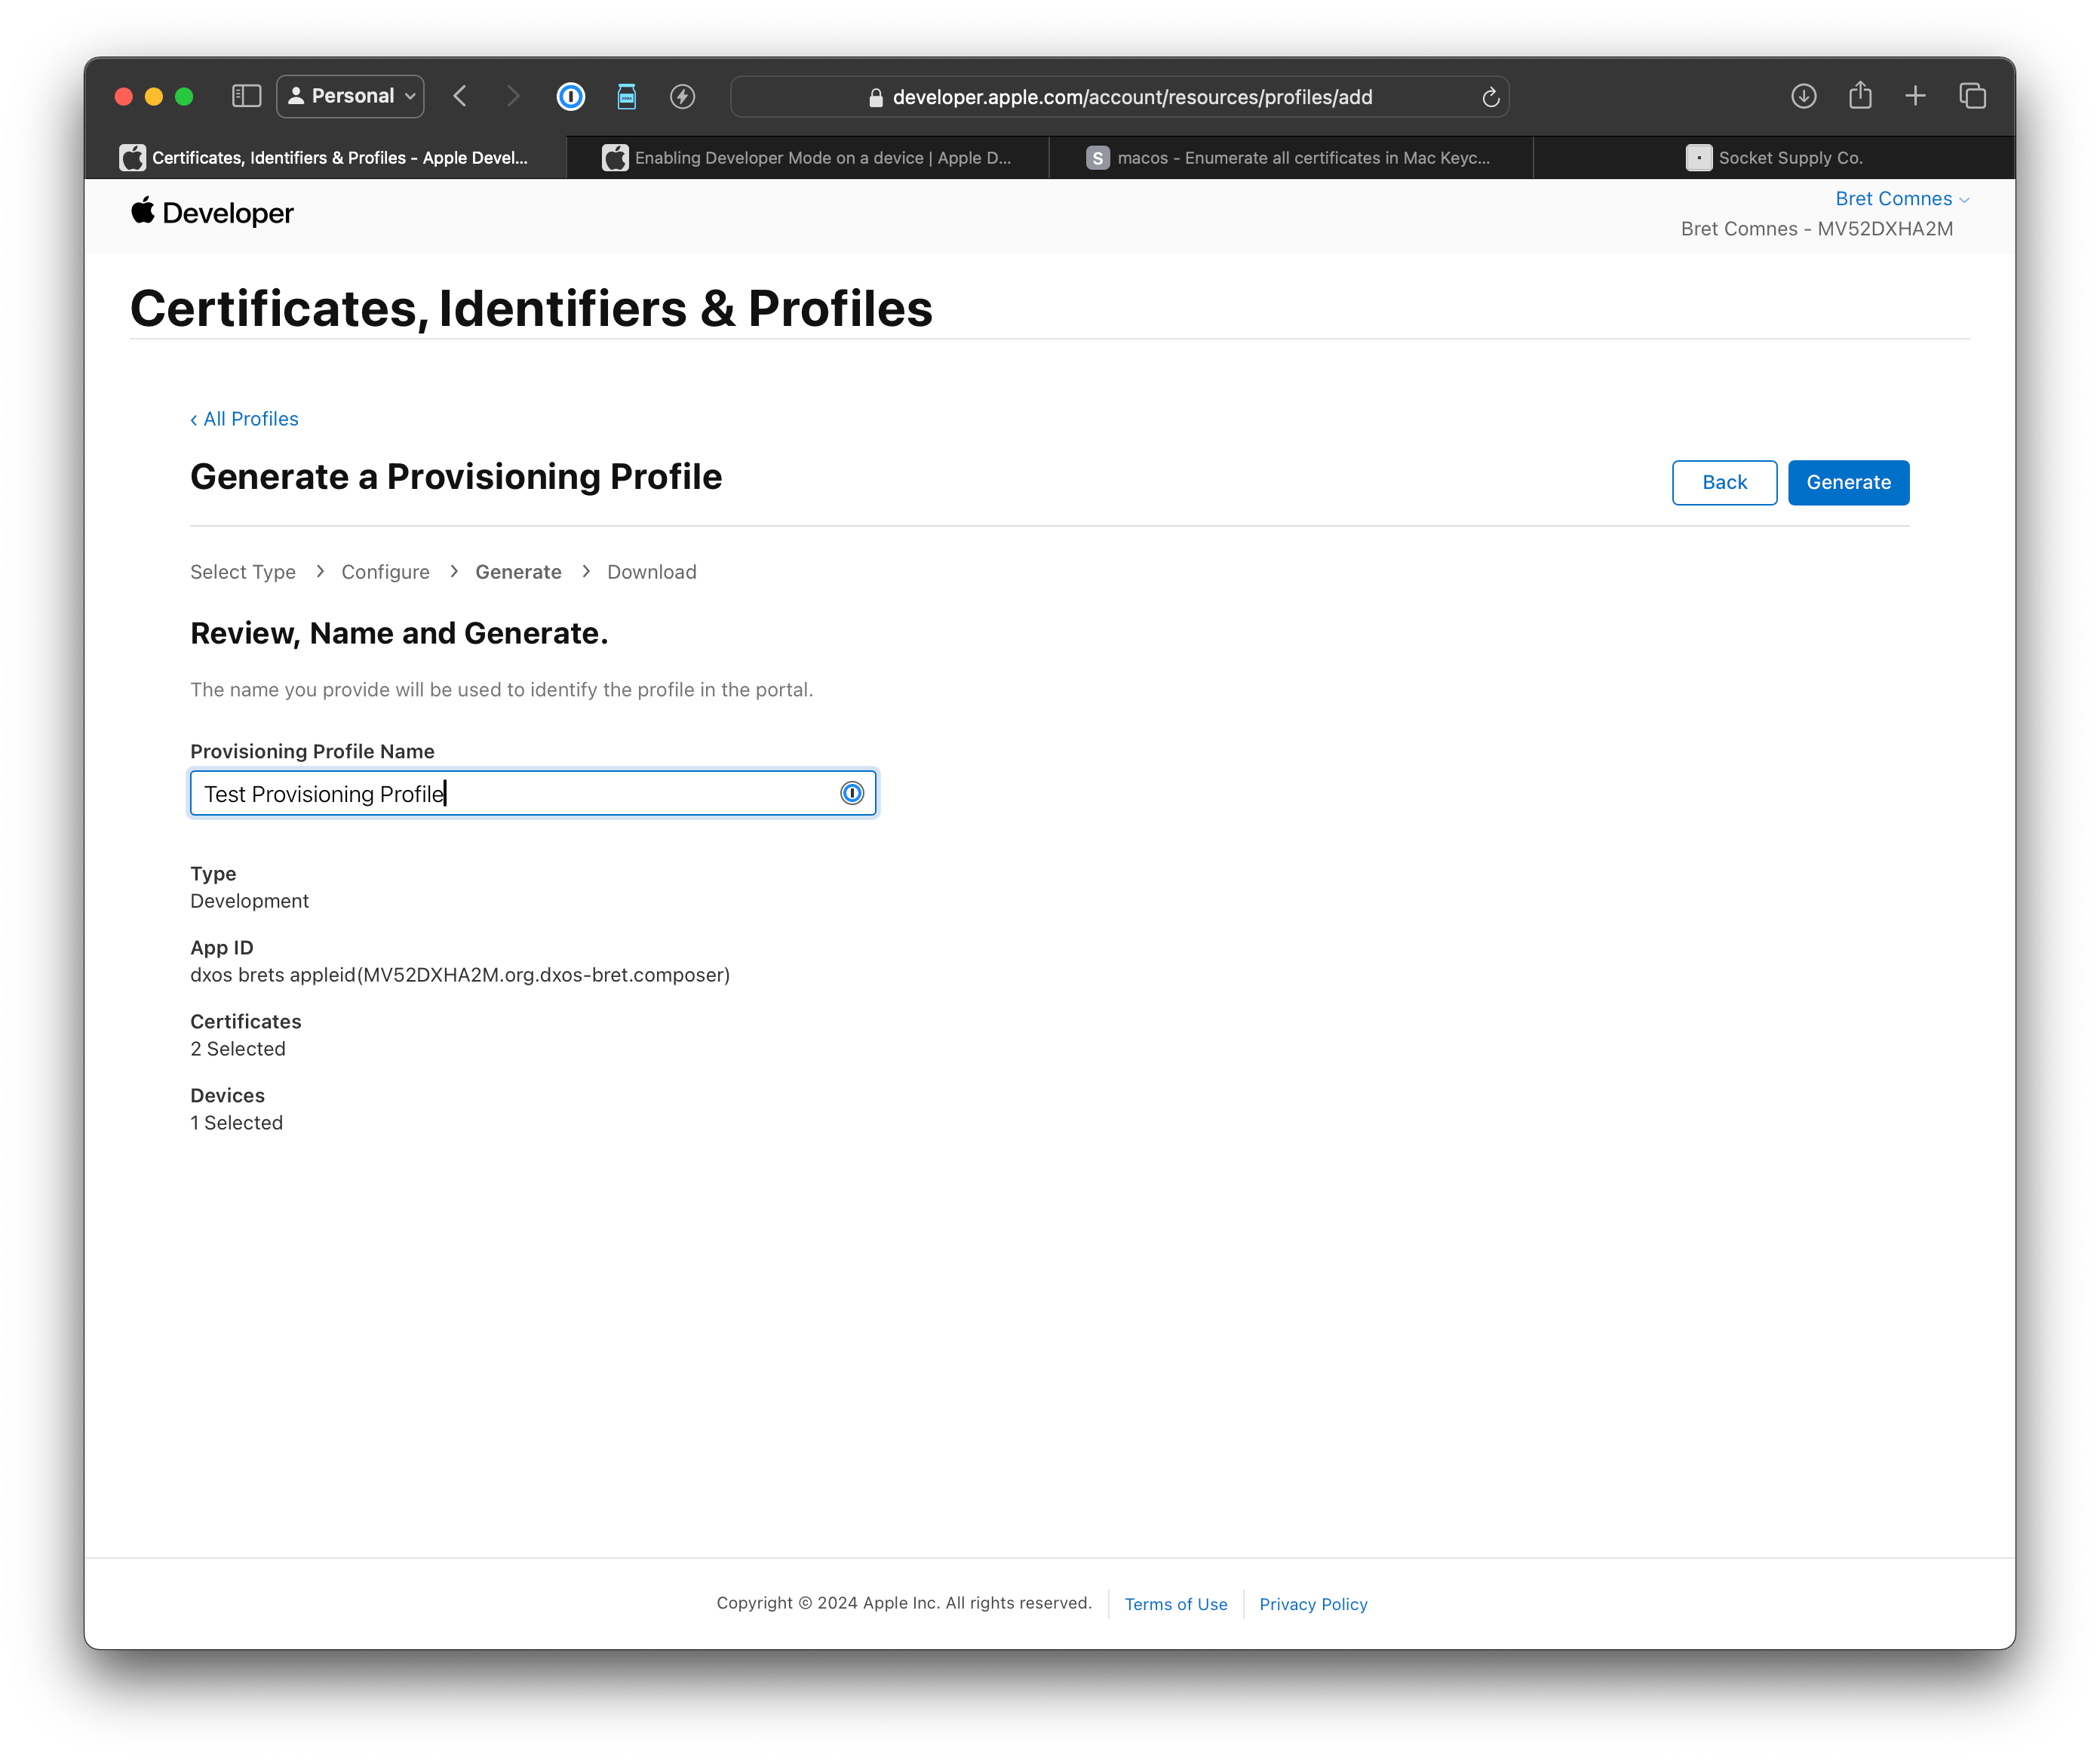 Personal
developer.apple.com/account/resources/profiles/add
Certificates, Identifiers & Profiles - Apple Devel...
Enabling Developer Mode on a device | Apple D...
S
macos - Enumerate all certificates in Mac Keyc...
Socket Supply Co.
Developer
Bret Comnes
Bret Comnes - MV52DXHA2M
Certificates, Identifiers & Profiles
‹ All Profiles
Generate a Provisioning Profile
Back
Generate
Select Type > Configure > Generate > Download
Review, Name and Generate.
The name you provide will be used to identify the profile in the portal.
Provisioning Profile Name
Test Provisioning Profile
Type
Development
App ID
dxos brets appleid(MV52DXHA2M.org.dxos-bret.composer)
Certificates
2 Selected
Devices
1 Selected
Copyright © 2024 Apple Inc. All rights reserved.
Terms of Use
Privacy Policy